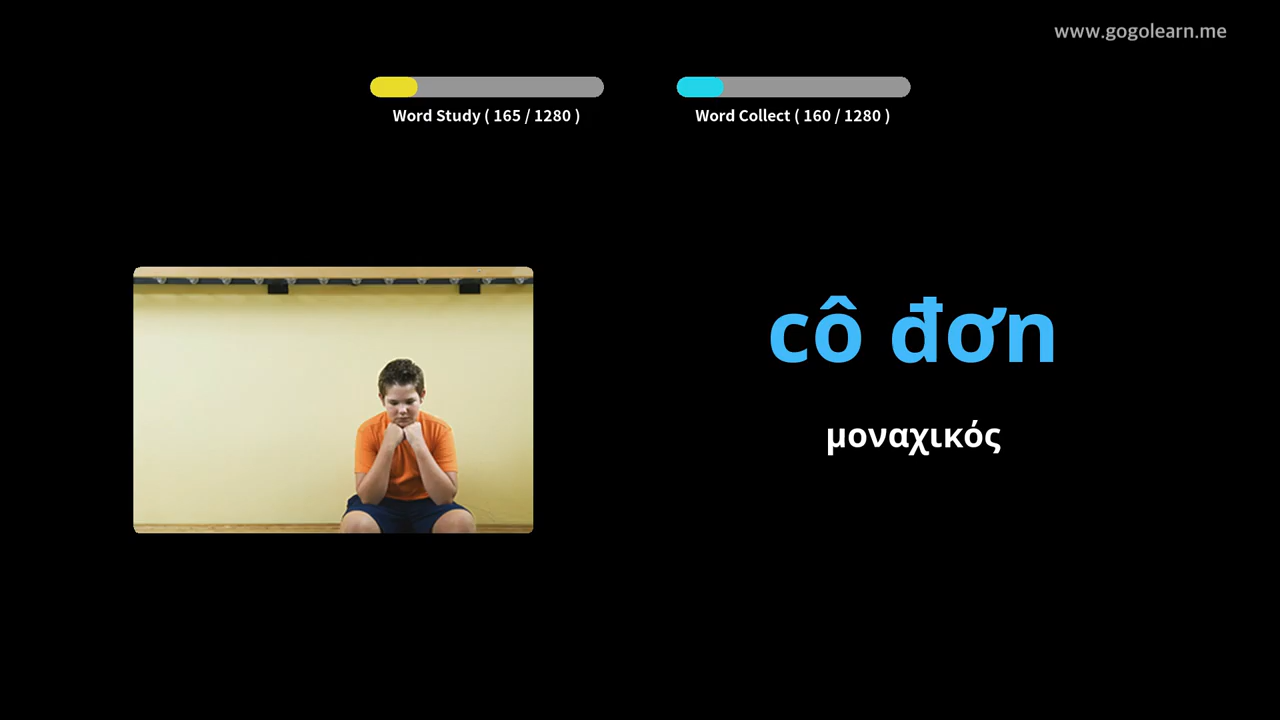 www.gogolearn.me
Word Study ( 165 / 1280 )
Word Collect ( 160 / 1280 )
cô đơn
μοναχικός